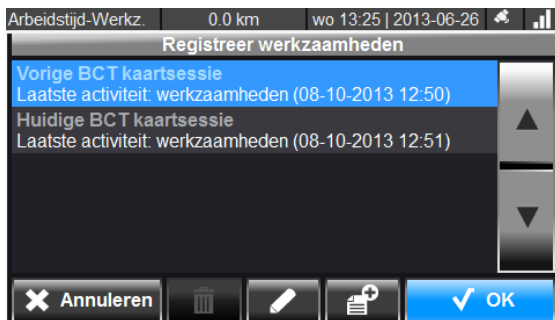 Arbeidstijd-Werkz. 0.0 km wo 13:25 | 2013-06-26
Registreer werkzaamheden
Vorige BCT kaartsessie
Laatste activiteit: werkzaamheden (08-10-2013 12:50)
Huidige BCT kaartsessie
Laatste activiteit: werkzaamheden (08-10-2013 12:51)
Annuleren OK